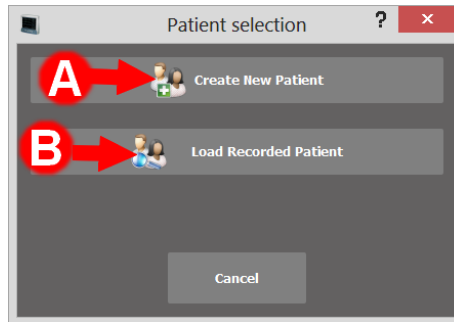 Patient selection ? ×
A Create New Patient
B Load Recorded Patient
Cancel